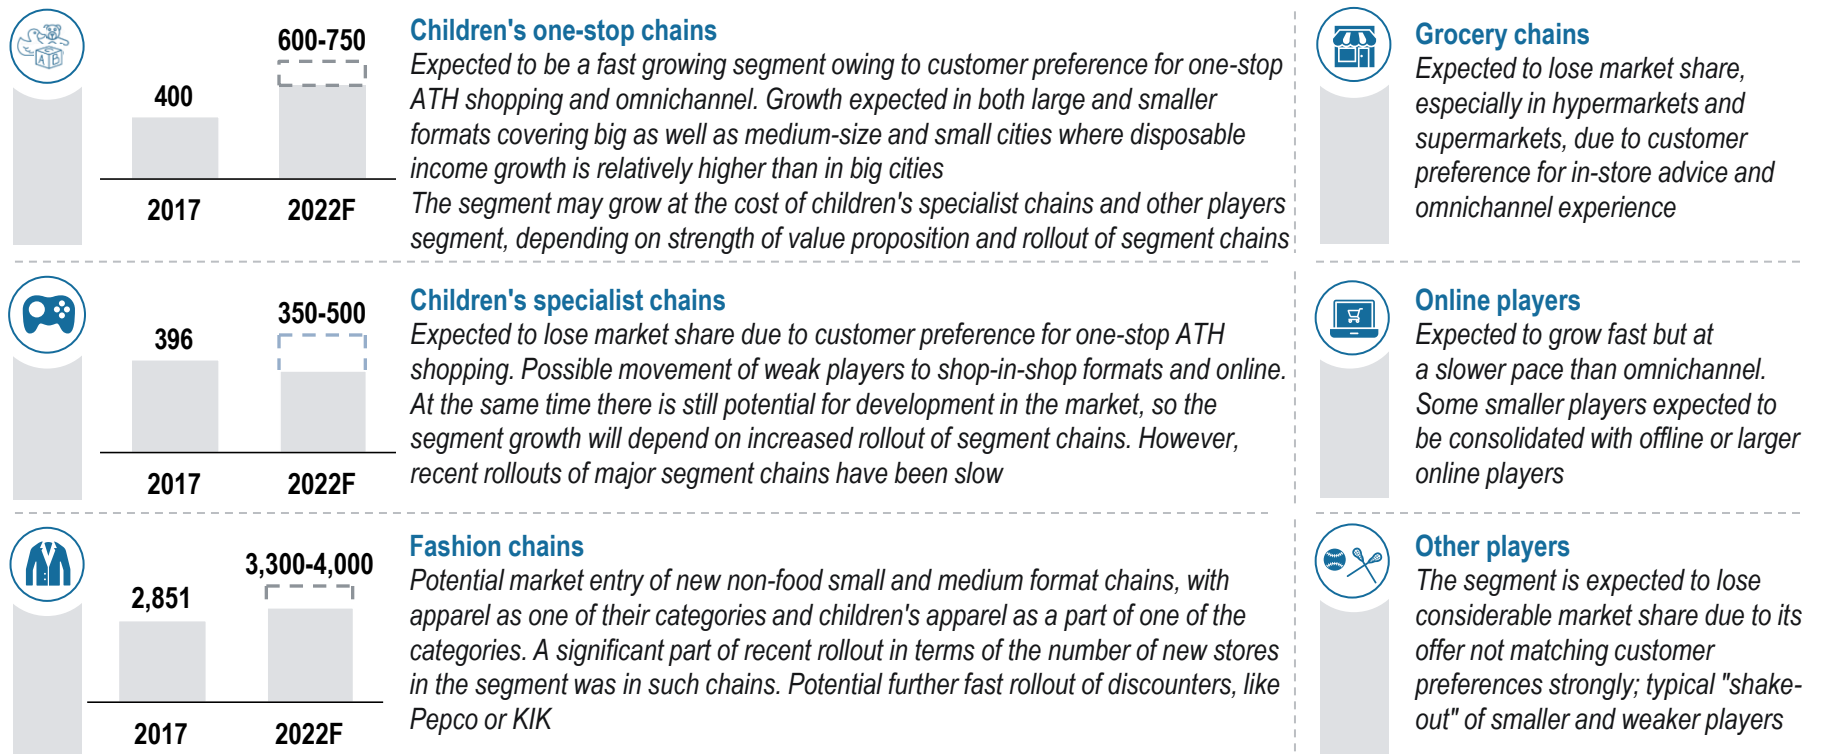 600-750
400
2017
2022F
Children's one-stop chains
Expected to be a fast growing segment owing to customer preference for one-stop
ATH shopping and omnichannel. Growth expected in both large and smaller
formats covering big as well as medium-size and small cities where disposable
income growth is relatively higher than in big cities
The segment may grow at the cost of children's specialist chains and other players
segment, depending on strength of value proposition and rollout of segment chains
Grocery chains
Expected to lose market share,
especially in hypermarkets and
supermarkets, due to customer
preference for in-store advice and
omnichannel experience
350-500
396
2017
2022F
Children's specialist chains
Expected to lose market share due to customer preference for one-stop ATH
shopping. Possible movement of weak players to shop-in-shop formats and online.
At the same time there is still potential for development in the market, so the
segment growth will depend on increased rollout of segment chains. However,
recent rollouts of major segment chains have been slow
Online players
Expected to grow fast but at
a slower pace than omnichannel.
Some smaller players expected to
be consolidated with offline or larger
online players
3,300-4,000
2,851
2017
2022F
Fashion chains
Potential market entry of new non-food small and medium format chains, with
apparel as one of their categories and children's apparel as a part of one of the
categories. A significant part of recent rollout in terms of the number of new stores
in the segment was in such chains. Potential further fast rollout of discounters, like
Pepco or KIK
Other players
The segment is expected to lose
considerable market share due to its
offer not matching customer
preferences strongly; typical "shake-
out" of smaller and weaker players
A B